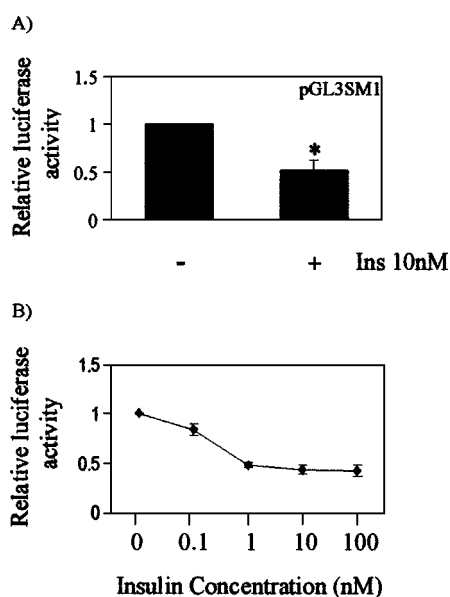 A)
Relative luciferase
activity
1.5
1
0.5
0
pGL3SM1
*
- + Ins 10nM
B)
Relative luciferase
activity
1.5
1
0.5
0
0 0.1 1 10 100
Insulin Concentration (nM)